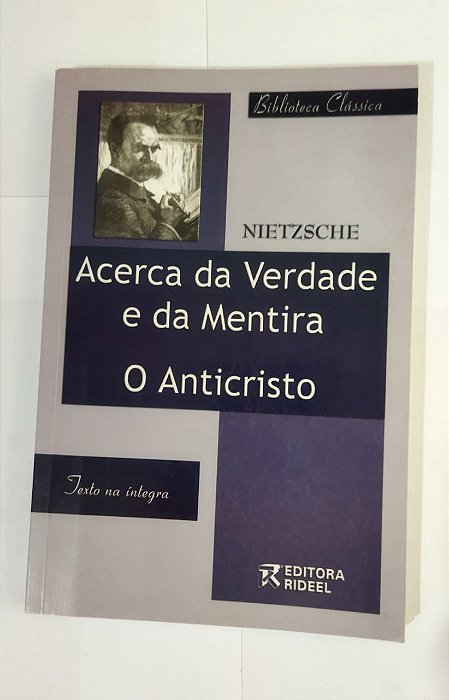 Biblioteca Clássica
NIETZSCHE
Acerca da Verdade
e da Mentira
O Anticristo
Texto na íntegra
EDITORA
RIDEEL